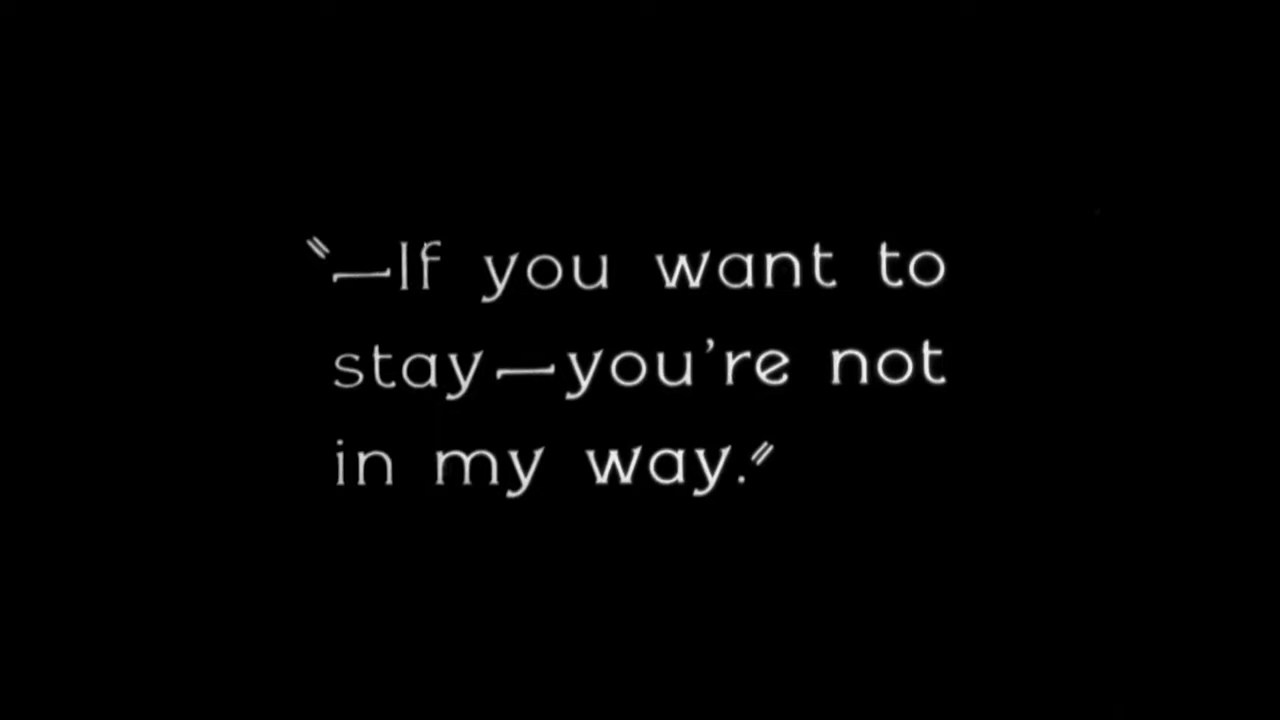 "—If you want to
stay—you're not
in my way."